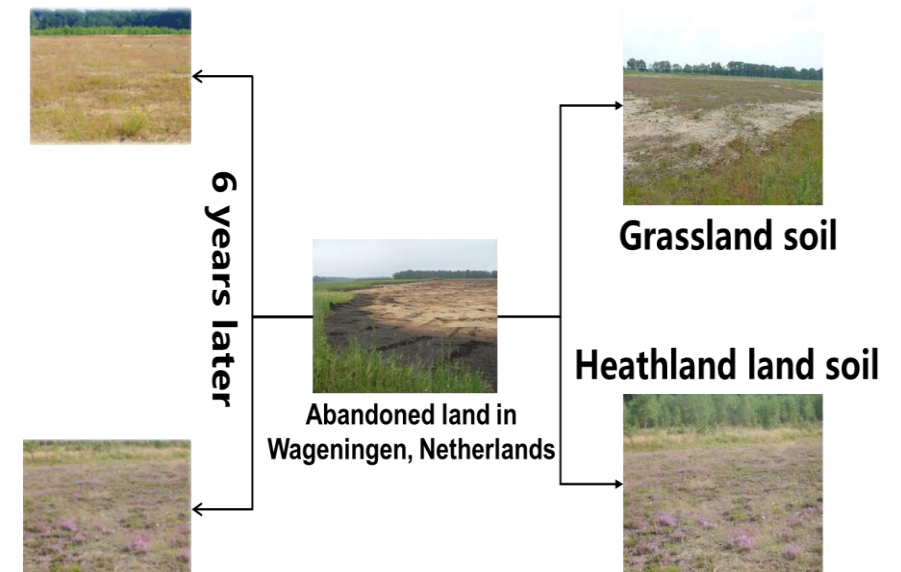 6 years later
Grassland soil
Heathland land soil
Abandoned land in
Wageningen, Netherlands